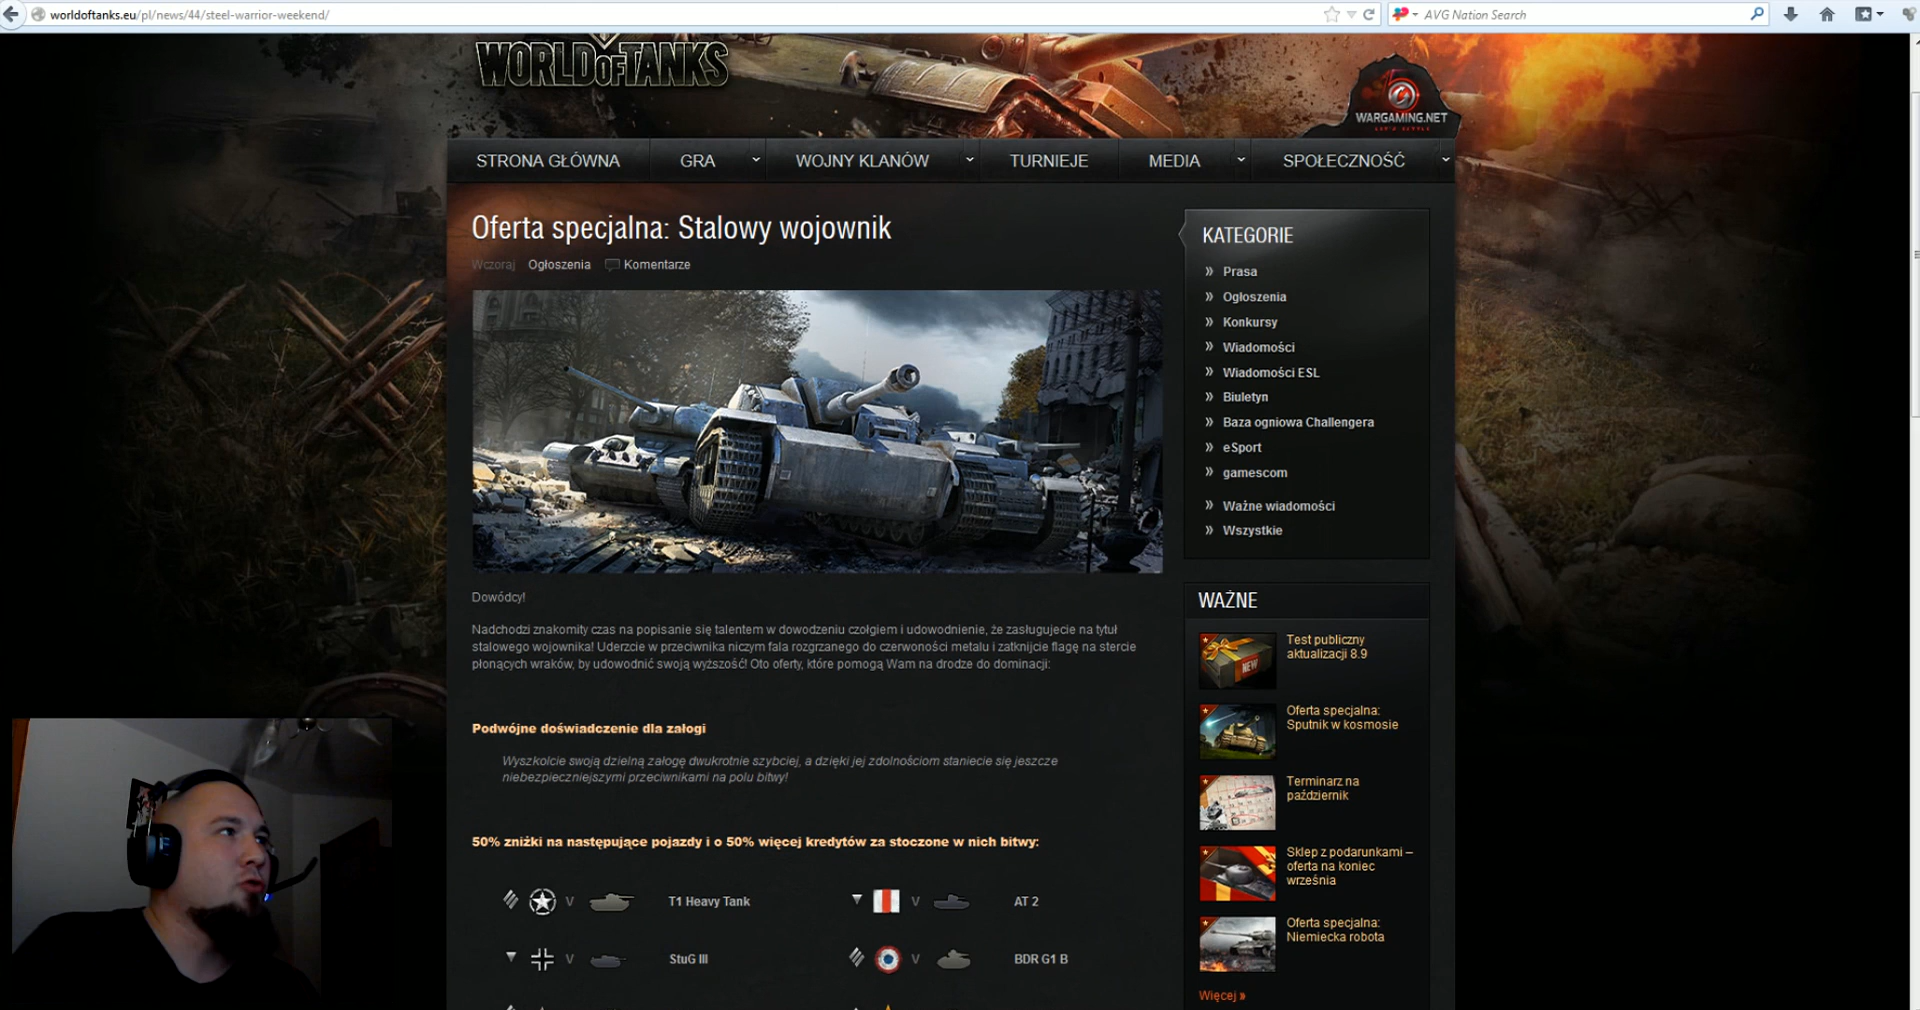 worldoftanks.eu/pl/news/44/steel-warrior-weekend/
AVG Nation Search
WORLD OF TANKS
WARGAMING.NET
LET'S BATTLE
STRONA GŁÓWNA
GRA
WOJNY KLANÓW
TURNIEJE
MEDIA
SPOŁECZNOŚĆ
Oferta specjalna: Stalowy wojownik
Wczoraj Ogłoszenia Komentarze
Dowódcy!
Nadchodzi znakomity czas na popisanie się talentem w dowodzeniu czołgiem i udowodnienie, że zasługujecie na tytuł
stalowego wojownika! Uderzcie w przeciwnika niczym fala rozgrzanego do czerwoności metalu i zatknijcie flagę na stercie
płonących wraków, by udowodnić swoją wyższość! Oto oferty, które pomogą Wam na drodze do dominacji:
Podwójne doświadczenie dla załogi
Wyszkolcie swoją dzielną załogę dwukrotnie szybciej, a dzięki jej zdolnościom staniecie się jeszcze
niebezpieczniejszymi przeciwnikami na polu bitwy!
50% zniżki na następujące pojazdy i o 50% więcej kredytów za stoczone w nich bitwy:
V T1 Heavy Tank
V AT 2
V StuG III
V BDR G1 B
KATEGORIE
» Prasa
» Ogłoszenia
» Konkursy
» Wiadomości
» Wiadomości ESL
» Biuletyn
» Baza ogniowa Challengera
» eSport
» gamescom
» Ważne wiadomości
» Wszystkie
WAŻNE
NEW
Test publiczny
aktualizacji 8.9
Oferta specjalna:
Sputnik w kosmosie
Terminarz na
październik
Sklep z podarunkami –
oferta na koniec
września
Oferta specjalna:
Niemiecka robota
Więcej »